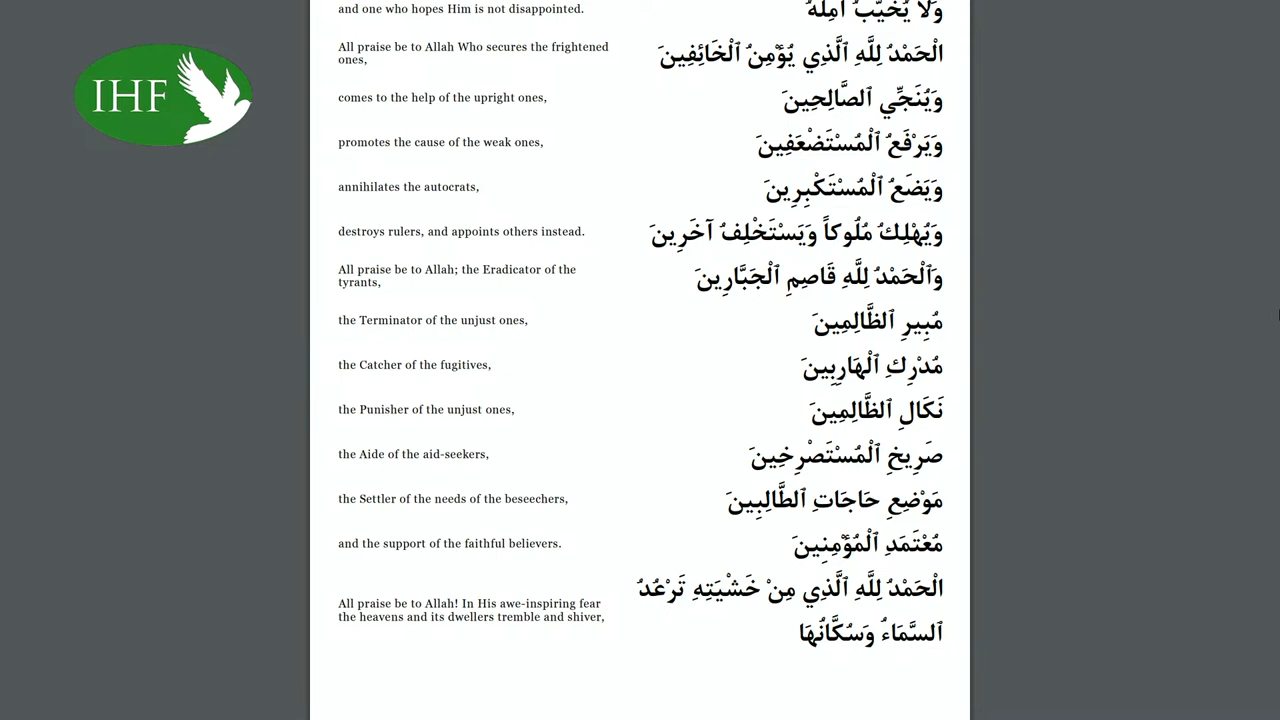 IHF
and one who hopes Him is not disappointed.
وَلَا يُخَيَّبُ آمِلُهُ
All praise be to Allah Who secures the frightened
ones,
الْحَمْدُ لِلَّهِ ٱلَّذِي يُؤْمِنُ ٱلْخَائِفِينَ
comes to the help of the upright ones,
وَيُنَجِّي ٱلصَّالِحِينَ
promotes the cause of the weak ones,
وَيَرْفَعُ ٱلْمُسْتَضْعَفِينَ
annihilates the autocrats,
وَيَضَعُ ٱلْمُسْتَكْبِرِينَ
destroys rulers, and appoints others instead.
وَيُهْلِكُ مُلُوكاً وَيَسْتَخْلِفُ آخَرِينَ
All praise be to Allah; the Eradicator of the
tyrants,
وَٱلْحَمْدُ لِلَّهِ قَاصِمِ ٱلْجَبَّارِينَ
the Terminator of the unjust ones,
مُبِيرِ ٱلظَّالِمِينَ
the Catcher of the fugitives,
مُدْرِكِ ٱلْهَارِبِينَ
the Punisher of the unjust ones,
نَكَالِ ٱلظَّالِمِينَ
the Aide of the aid-seekers,
صَرِيخِ ٱلْمُسْتَصْرِخِينَ
the Settler of the needs of the beseechers,
مَوْضِعِ حَاجَاتِ ٱلطَّالِبِينَ
and the support of the faithful believers.
مُعْتَمَدِ ٱلْمُؤْمِنِينَ
All praise be to Allah! In His awe-inspiring fear
the heavens and its dwellers tremble and shiver,
الْحَمْدُ لِلَّهِ ٱلَّذِي مِنْ خَشْيَتِهِ تَرْعُدُ
ٱلسَّمَاءُ وَسُكَّانُهَا